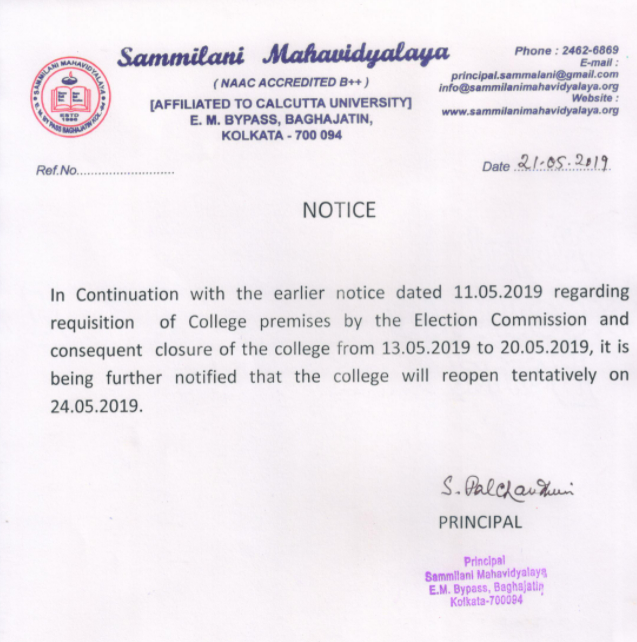 Sammilani Mahavidyalaya
( NAAC ACCREDITED B++ )
[AFFILIATED TO CALCUTTA UNIVERSITY]
E. M. BYPASS, BAGHAJATIN,
KOLKATA - 700 094
Phone : 2462-6869
E-mail :
principal.sammalani@gmail.com
info@sammilanimahavidyalaya.org
Website :
www.sammilanimahavidyalaya.org
SAMMILANI MAHAVIDYALAYA
ESTD
E. M. BY PASS BAGHAJATIN
Ref.No...........................
Date 21.05.2019
NOTICE
In Continuation with the earlier notice dated 11.05.2019 regarding
requisition of College premises by the Election Commission and
consequent closure of the college from 13.05.2019 to 20.05.2019, it is
being further notified that the college will reopen tentatively on
24.05.2019.
S. Palchaudhuri
PRINCIPAL
Principal
Sammilani Mahavidyalaya
E.M. Bypass, Baghajatin
Kolkata-700094